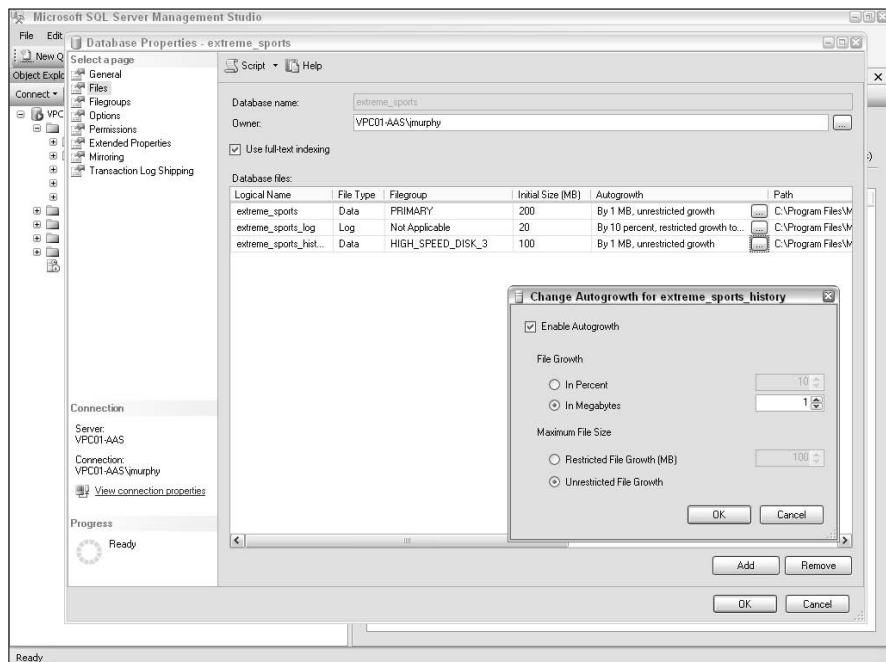 Microsoft SQL Server Management Studio
File Edit
Database Properties - extreme_sports
New Q
Object Explo
Connect
VPC
Select a page
General
Files
Filegroups
Options
Permissions
Extended Properties
Mirroring
Transaction Log Shipping
Script Help
Database name: extreme_sports
Owner: VPC01-AAS\jmurphy ...
Use full-text indexing
Database files:
Logical Name File Type Filegroup Initial Size (MB) Autogrowth Path
extreme_sports Data PRIMARY 200 By 1 MB, unrestricted growth ... C:\Program Files\M
extreme_sports_log Log Not Applicable 20 By 10 percent, restricted growth to... ... C:\Program Files\M
extreme_sports_hist... Data HIGH_SPEED_DISK_3 100 By 1 MB, unrestricted growth ... C:\Program Files\M
Change Autogrowth for extreme_sports_history
Enable Autogrowth
File Growth
In Percent 10
In Megabytes 1
Maximum File Size
Restricted File Growth (MB) 100
Unrestricted File Growth
OK Cancel
Connection
Server:
VPC01-AAS
Connection:
VPC01-AAS\jmurphy
View connection properties
Progress
Ready
Add Remove
OK Cancel
Ready